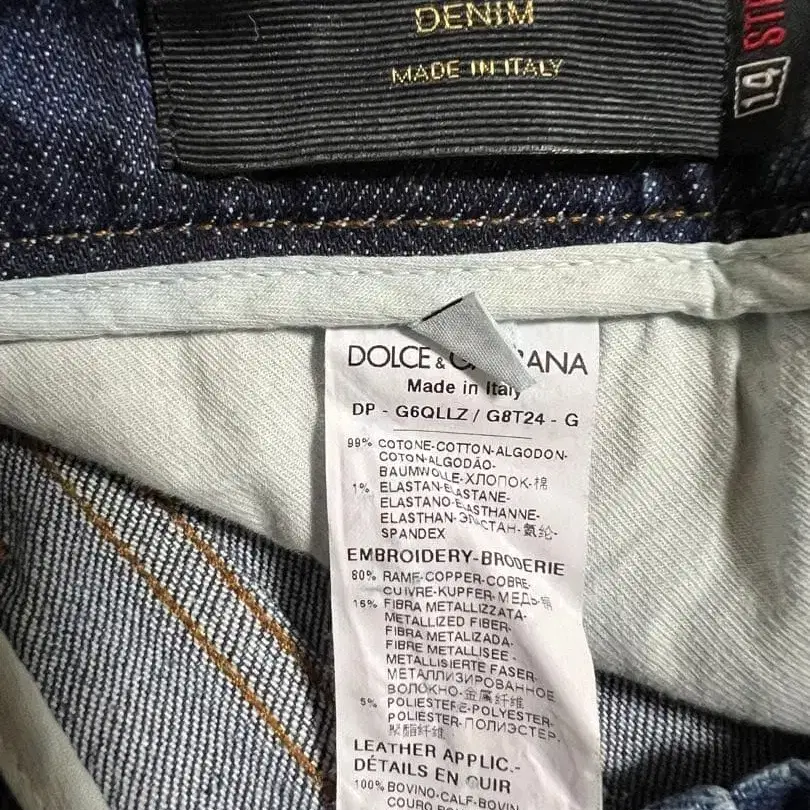 DENIM
MADE IN ITALY
14
DOLCE &
Made in Italy
DP - G6QLLZ / G8T24 - G
99% COTONE-COTTON-ALGODON-
COTON-ALGODÃO-
BAUMWOLLE-ХЛОПОК-棉
1% ELASTAN-ELASTANE-
ELASTANO-ELASTHANNE-
ELASTHAN-ЭЛАСТАН-氨纶-
SPANDEX
EMBROIDERY-BRODERIE
80% RAME-COPPER-COBRE-
CUIVRE-KUPFER-МЕДЬ-铜
15% FIBRA METALLIZZATA-
METALLIZED FIBER-
FIBRA METALIZADA-
FIBRE METALLISEE-
METALLISIERTE FASER-
МЕТАЛЛИЗИРОВАННОЕ
ВОЛОКНО-金属纤维
5% POLIESTERE-POLYESTER-
POLIESTER-ПОЛИЭСТЕР-
聚酯纤维
LEATHER APPLIC.-
DÉTAILS EN CUIR
100% BOVINO-CALF-BOVIN